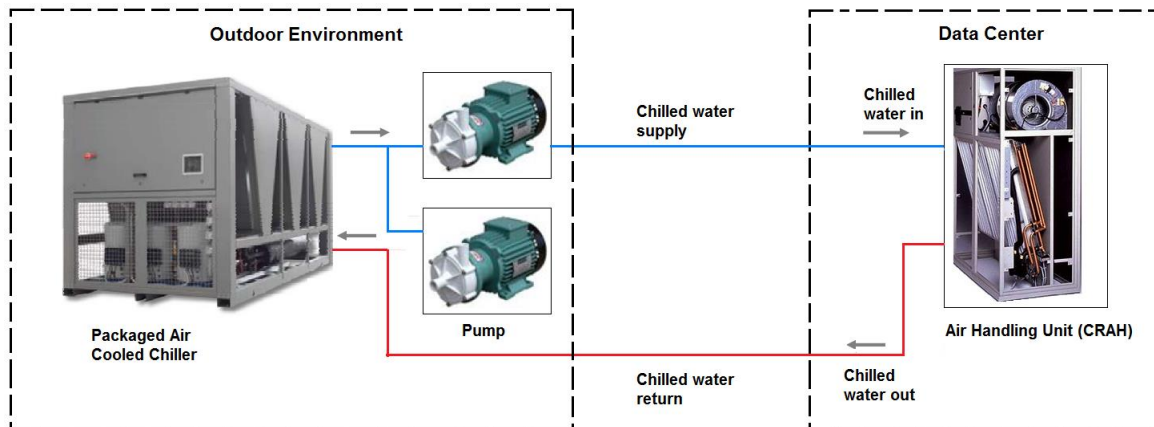 Outdoor Environment
Data Center
Chilled water
supply
Chilled
water in
Packaged Air
Cooled Chiller
Pump
Air Handling Unit (CRAH)
Chilled water
return
Chilled
water out